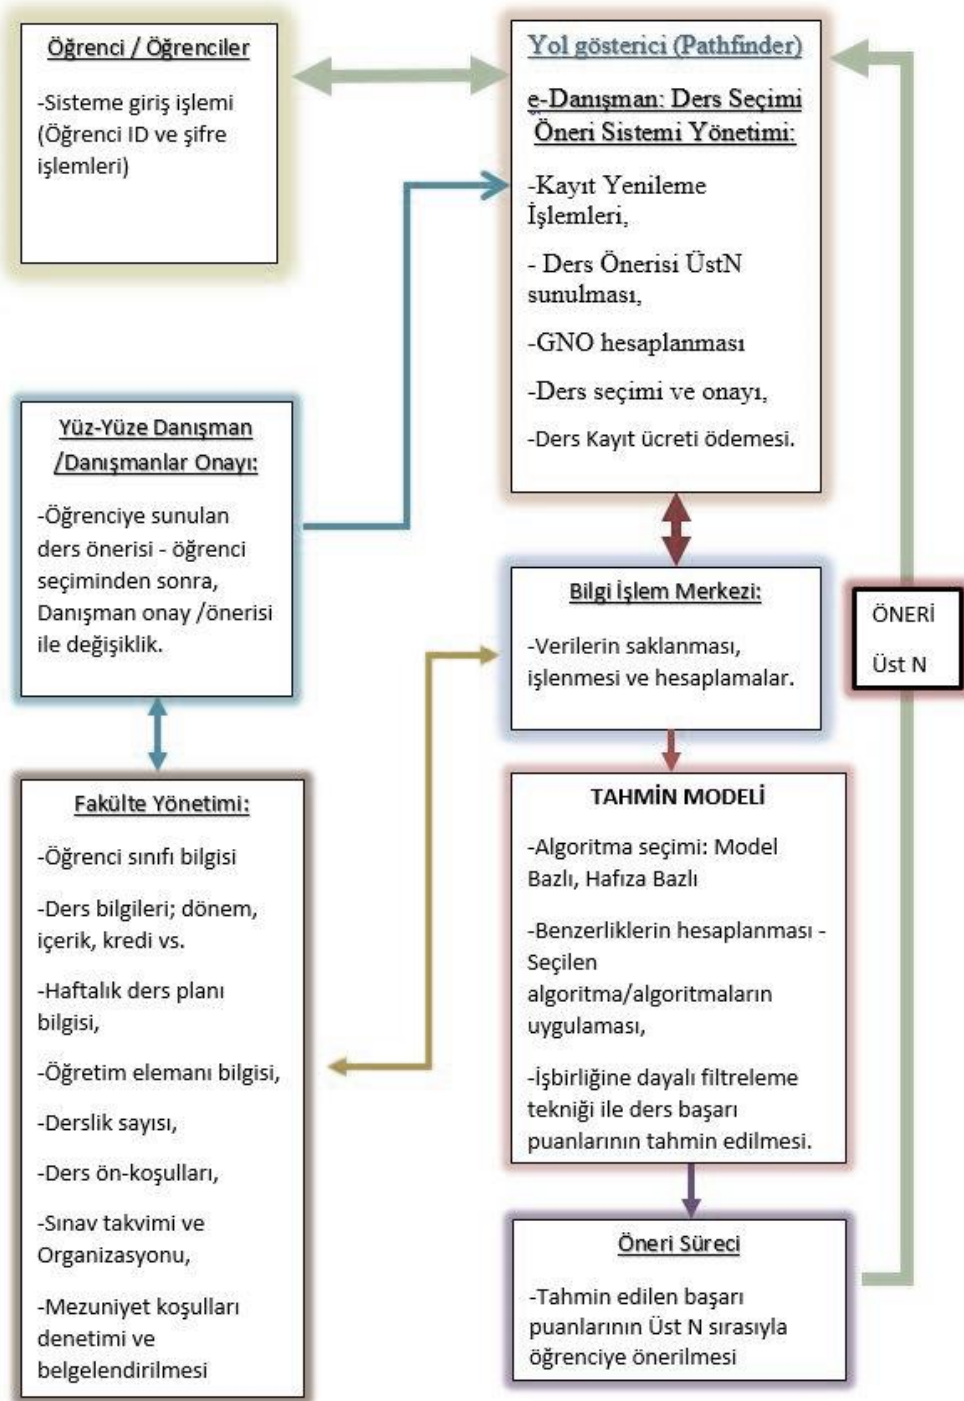 Öğrenci / Öğrenciler
-Sisteme giriş işlemi
(Öğrenci ID ve şifre
işlemleri)
Yol gösterici (Pathfinder)
e-Danışman: Ders Seçimi
Öneri Sistemi Yönetimi:
-Kayıt Yenileme
İşlemleri,
- Ders Önerisi ÜstN
sunulması,
-GNO hesaplanması
-Ders seçimi ve onayı,
-Ders Kayıt ücreti ödemesi.
Yüz-Yüze Danışman
/Danışmanlar Onayı:
-Öğrenciye sunulan
ders önerisi - öğrenci
seçiminden sonra,
Danışman onay /önerisi
ile değişiklik.
Bilgi İşlem Merkezi:
-Verilerin saklanması,
işlenmesi ve hesaplamalar.
ÖNERİ
Üst N
Fakülte Yönetimi:
-Öğrenci sınıfı bilgisi
-Ders bilgileri; dönem,
içerik, kredi vs.
-Haftalık ders planı
bilgisi,
-Öğretim elemanı bilgisi,
-Derslik sayısı,
-Ders ön-koşulları,
-Sınav takvimi ve
Organizasyonu,
-Mezuniyet koşulları
denetimi ve
belgelendirilmesi
TAHMİN MODELİ
-Algoritma seçimi: Model
Bazlı, Hafıza Bazlı
-Benzerliklerin hesaplanması -
Seçilen
algoritma/algoritmaların
uygulaması,
-İşbirliğine dayalı filtreleme
tekniği ile ders başarı
puanlarının tahmin edilmesi.
Öneri Süreci
-Tahmin edilen başarı
puanlarının Üst N sırasıyla
öğrenciye önerilmesi